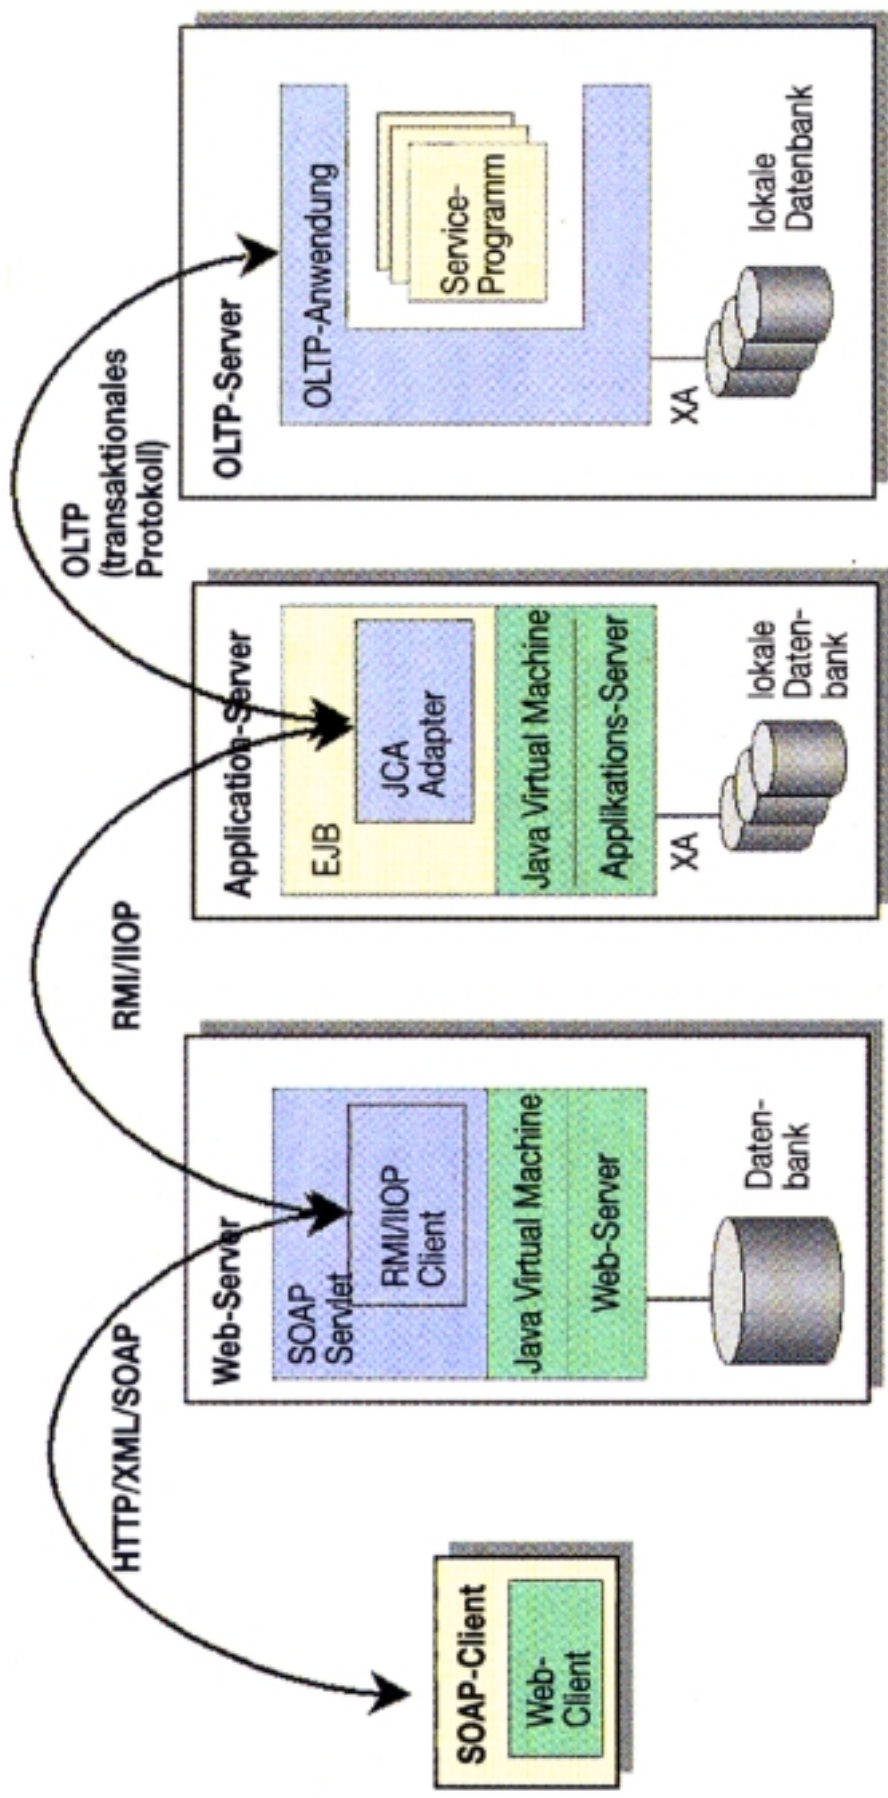 HTTP/XML/SOAP
RMI/IIOP
OLTP
(transaktionales
Protokoll)
SOAP-Client
Web-
Client
Web-Server
SOAP
Servlet
RMI/IIOP
Client
Java Virtual Machine
Web-Server
Daten-
bank
Application-Server
EJB
JCA
Adapter
Java Virtual Machine
Applikations-Server
XA
lokale
Daten-
bank
OLTP-Server
OLTP-Anwendung
Service-
Programm
XA
lokale
Datenbank